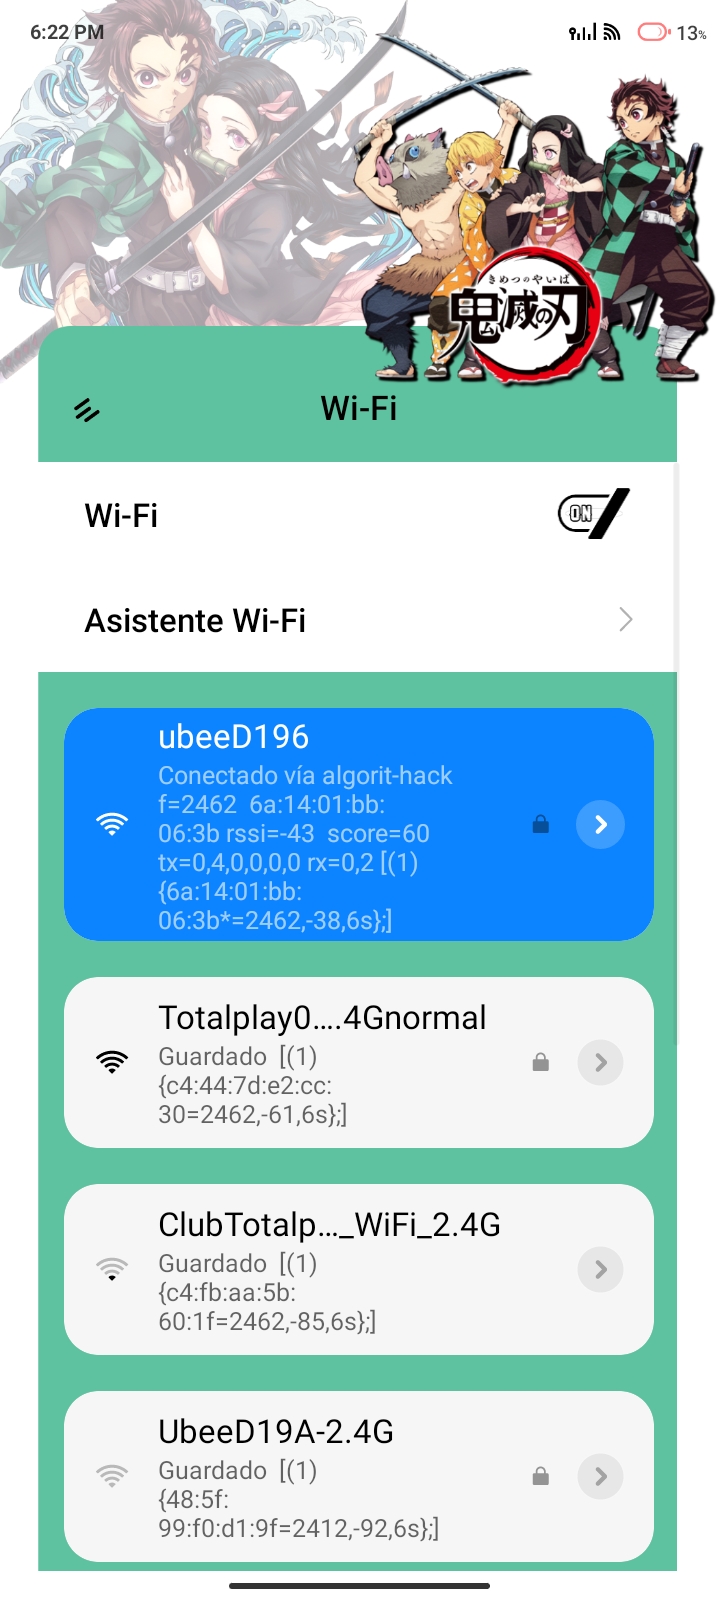 6:22 PM
13%
きめつのやいば
鬼滅の刃
Wi-Fi
Wi-Fi
ON
Asistente Wi-Fi
ubeeD196
Conectado vía algorit-hack
f=2462  6a:14:01:bb:
06:3b rssi=-43  score=60
tx=0,4,0,0,0,0 rx=0,2 [(1)
{6a:14:01:bb:
06:3b*=2462,-38,6s};]
Totalplay0....4Gnormal
Guardado  [(1)
{c4:44:7d:e2:cc:
30=2462,-61,6s};]
ClubTotalp..._WiFi_2.4G
Guardado  [(1)
{c4:fb:aa:5b:
60:1f=2462,-85,6s};]
UbeeD19A-2.4G
Guardado  [(1)
{48:5f:
99:f0:d1:9f=2412,-92,6s};]